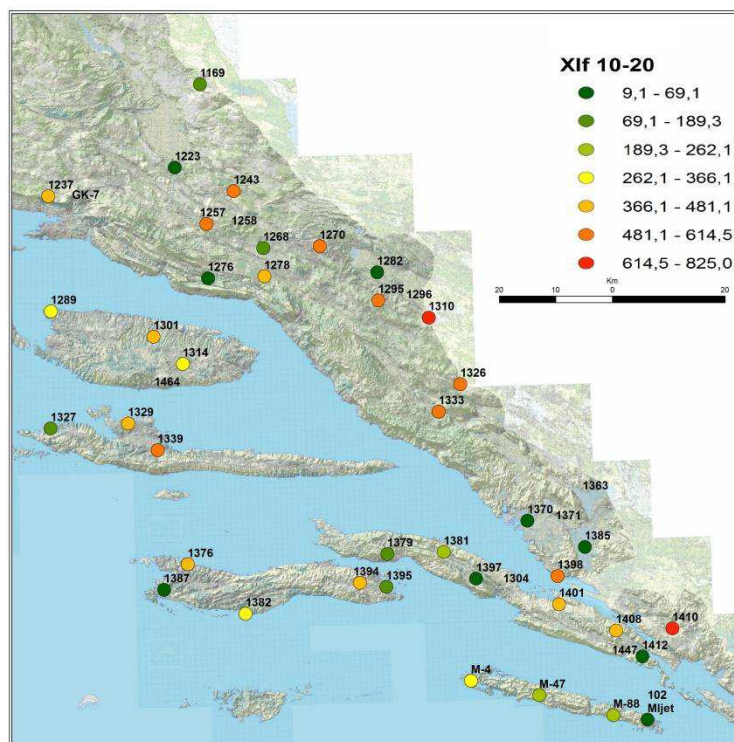 Xlf 10-20
9,1 - 69,1
69,1 - 189,3
189,3 - 262,1
262,1 - 366,1
366,1 - 481,1
481,1 - 614,5
614,5 - 825,0
Km
20 10 0 20
1169
1223
1243
1237
GK-7
1257
1258
1268
1270
1276
1278
1282
1295
1296
1310
1289
1301
1314
1464
1326
1333
1327
1329
1339
1363
1370
1371
1385
1376
1379
1381
1387
1394
1395
1397
1304
1398
1382
1401
1408
1410
1447
1412
M-4
M-47
M-88
102
Mljet